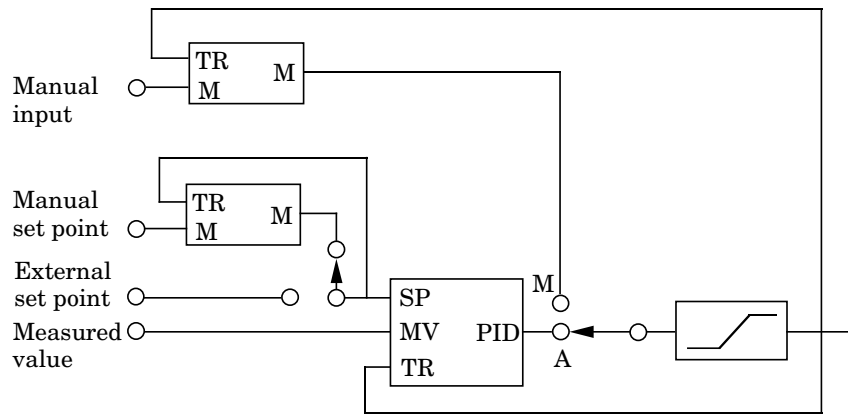 TR
M
M
Manual
input
Manual
set point
TR
M
M
External
set point
Measured
value
SP
MV
TR
PID
M
A